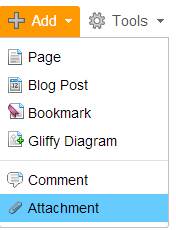 Add Tools
Page
Blog Post
Bookmark
Gliffy Diagram
Comment
Attachment